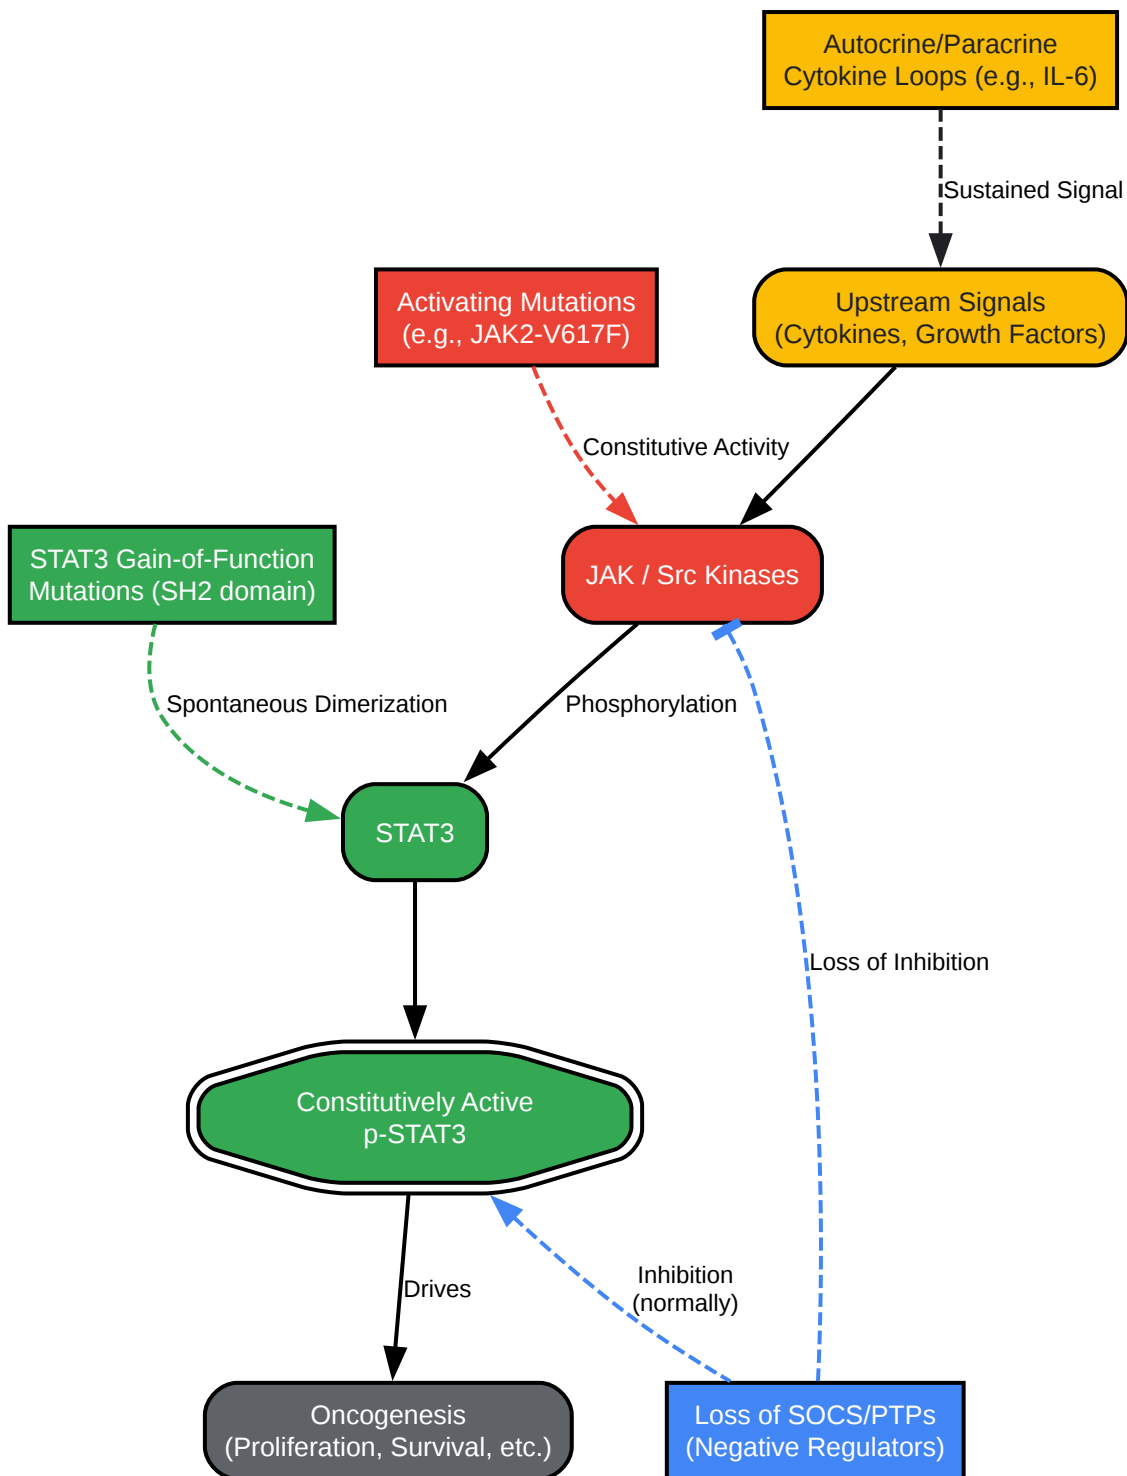 Autocrine/Paracrine
Cytokine Loops (e.g., IL-6)
Sustained Signal
Activating Mutations
(e.g., JAK2-V617F)
Upstream Signals
(Cytokines, Growth Factors)
Constitutive Activity
STAT3 Gain-of-Function
Mutations (SH2 domain)
JAK / Src Kinases
Spontaneous Dimerization
Phosphorylation
STAT3
Loss of Inhibition
Constitutively Active
p-STAT3
Drives
Inhibition
(normally)
Oncogenesis
(Proliferation, Survival, etc.)
Loss of SOCS/PTPs
(Negative Regulators)